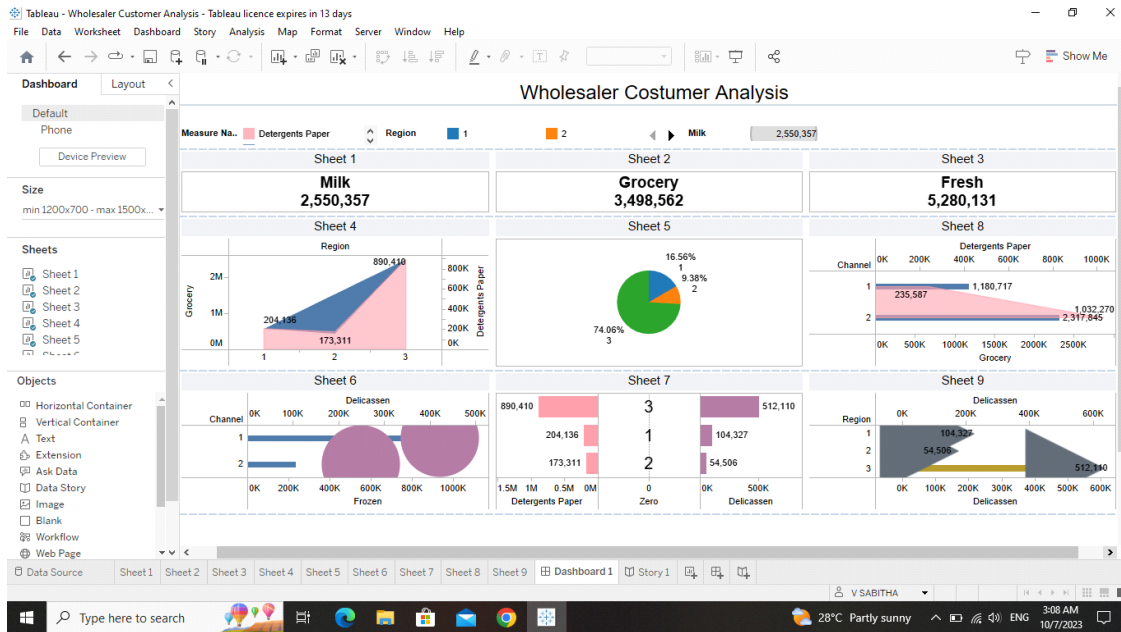 Tableau - Wholesaler Costumer Analysis - Tableau licence expires in 13 days
File Data Worksheet Dashboard Story Analysis Map Format Server Window Help
Show Me
Dashboard Layout
Default
Phone
Device Preview
Size
min 1200x700 - max 1500x...
Sheets
Sheet 1
Sheet 2
Sheet 3
Sheet 4
Sheet 5
Objects
Horizontal Container
Vertical Container
Text
Extension
Ask Data
Data Story
Image
Blank
Workflow
Web Page
Wholesaler Costumer Analysis
Measure Na.. Detergents Paper Region 1 2 Milk 2,550,357
Sheet 1 Sheet 2 Sheet 3
Milk
2,550,357
Grocery
3,498,562
Fresh
5,280,131
Sheet 4
Region
Grocery
2M
1M
0M
890,410
204,136
173,311
800K
600K
400K
200K
0K
Detergents Paper
1 2 3
Sheet 5
16.56%
1
9.38%
2
74.06%
3
Sheet 8
Detergents Paper
Channel 0K 200K 400K 600K 800K 1000K
1 1,180,717
235,587
1,032,270
2 2,317,845
0K 500K 1000K 1500K 2000K 2500K
Grocery
Sheet 6
Delicassen
Channel 0K 100K 200K 300K 400K 500K
1
2
0K 200K 400K 600K 800K 1000K
Frozen
Sheet 7
890,410 3 512,110
204,136 1 104,327
173,311 2 54,506
1.5M 1M 0.5M 0M 0 0K 500K
Detergents Paper Zero Delicassen
Sheet 9
Delicassen
Region 0K 200K 400K 600K
1 104,327
2 54,506
3 512,110
0K 100K 200K 300K 400K 500K 600K
Delicassen
Data Source Sheet 1 Sheet 2 Sheet 3 Sheet 4 Sheet 5 Sheet 6 Sheet 7 Sheet 8 Sheet 9 Dashboard 1 Story 1
V SABITHA
Type here to search
28°C Partly sunny
ENG
3:08 AM
10/7/2023